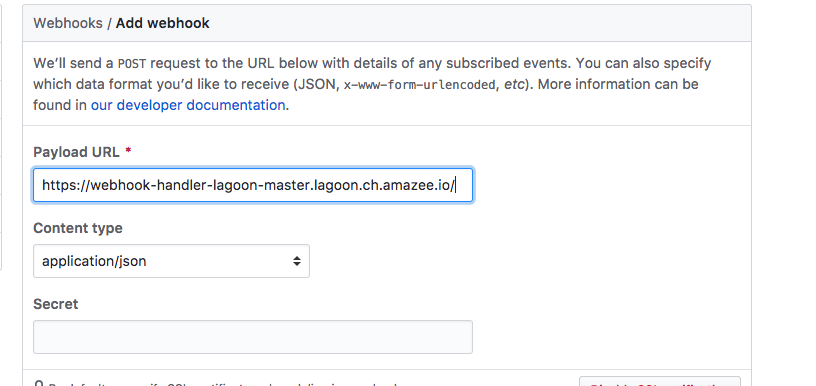 Webhooks / Add webhook
We’ll send a POST request to the URL below with details of any subscribed events. You can also specify
which data format you’d like to receive (JSON, x-www-form-urlencoded, etc). More information can be
found in our developer documentation.
Payload URL *
https://webhook-handler-lagoon-master.lagoon.ch.amazee.io/
Content type
application/json
Secret